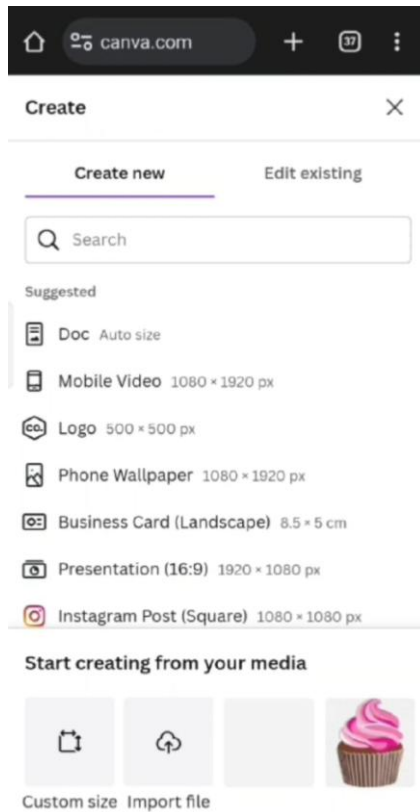 canva.com
37
Create
Create new
Edit existing
Search
Suggested
Doc Auto size
Mobile Video 1080 × 1920 px
CO. Logo 500 × 500 px
Phone Wallpaper 1080 × 1920 px
Business Card (Landscape) 8.5 × 5 cm
Presentation (16:9) 1920 × 1080 px
Instagram Post (Square) 1080 × 1080 px
Start creating from your media
Custom size Import file